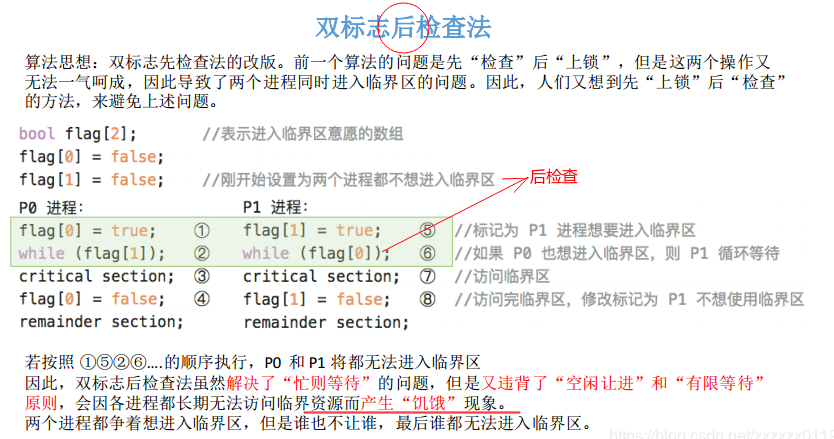 双标志后检查法
算法思想：双标志先检查法的改版。前一个算法的问题是先“检查”后“上锁”，但是这两个操作又
无法一气呵成，因此导致了两个进程同时进入临界区的问题。因此，人们又想到先“上锁”后“检查”
的方法，来避免上述问题。
bool flag[2]; //表示进入临界区意愿的数组
flag[0] = false;
flag[1] = false; //刚开始设置为两个进程都不想进入临界区
后检查
P0 进程: P1 进程:
flag[0] = true; ① flag[1] = true; ⑤ //标记为 P1 进程想要进入临界区
while (flag[1]); ② while (flag[0]); ⑥ //如果 P0 也想进入临界区，则 P1 循环等待
critical section; ③ critical section; ⑦ //访问临界区
flag[0] = false; ④ flag[1] = false; ⑧ //访问完临界区，修改标记为 P1 不想使用临界区
remainder section; remainder section;
若按照 ①⑤②⑥....的顺序执行，P0 和 P1 将都无法进入临界区
因此，双标志后检查法虽然解决了“忙则等待”的问题，但是又违背了“空闲让进”和“有限等待”
原则，会因各进程都长期无法访问临界资源而产生“饥饿”现象。
两个进程都争着想进入临界区，但是谁也不让谁，最后谁都无法进入临界区。